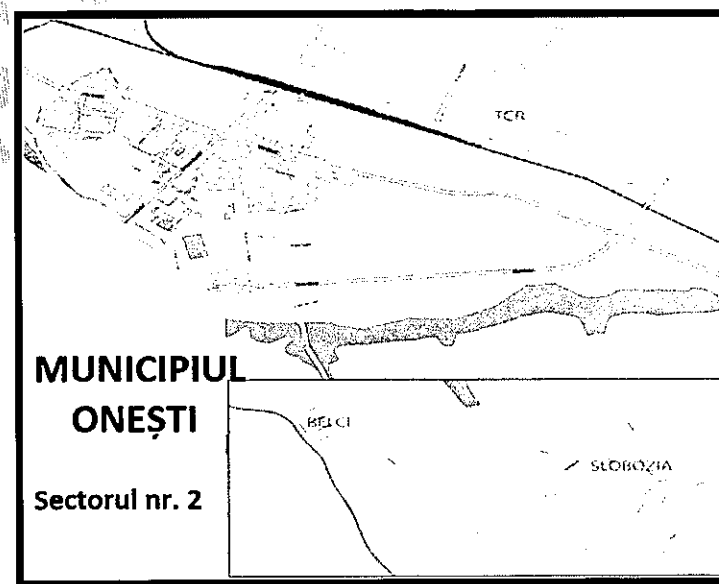 TCR
MUNICIPIUL
ONEȘTI
Sectorul nr. 2
BELCI
SLOBOZIA